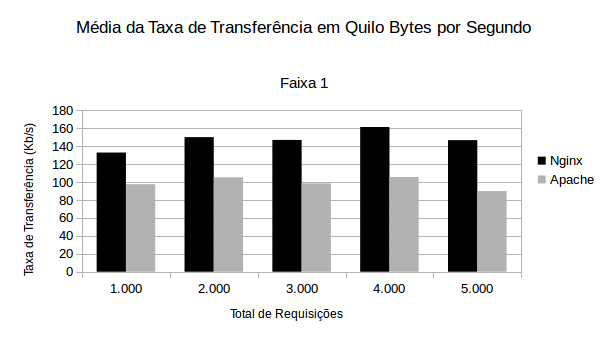 Média da Taxa de Transferência em Quilo Bytes por Segundo
Faixa 1
Taxa de Transferência (Kb/s)
180
160
140
120
100
80
60
40
20
0
1.000 2.000 3.000 4.000 5.000
Total de Requisições
Nginx
Apache